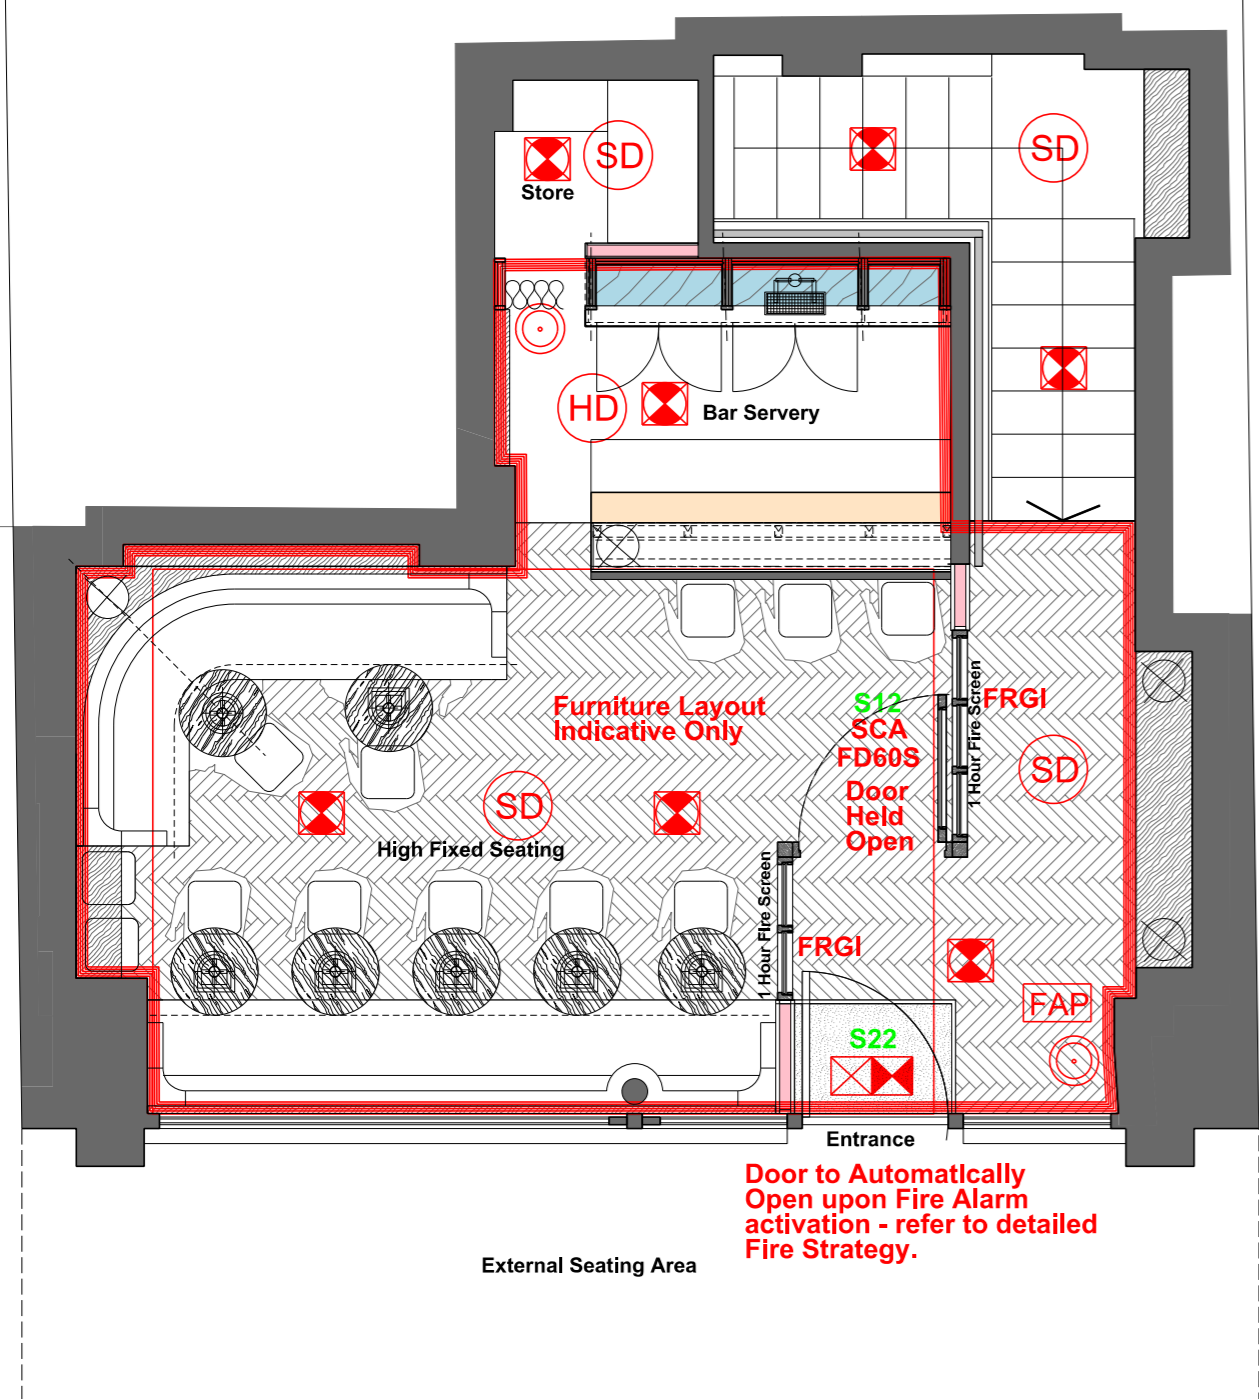 SD
Store
SD
HD
Bar Servery
Furniture Layout
Indicative Only
S12
SCA
FD60S
Door
Held
Open
FRGI
1 Hour Fire Screen
SD
SD
High Fixed Seating
1 Hour Fire Screen
FRGI
FAP
S22
Entrance
Door to Automatically
Open upon Fire Alarm
activation - refer to detailed
Fire Strategy.
External Seating Area